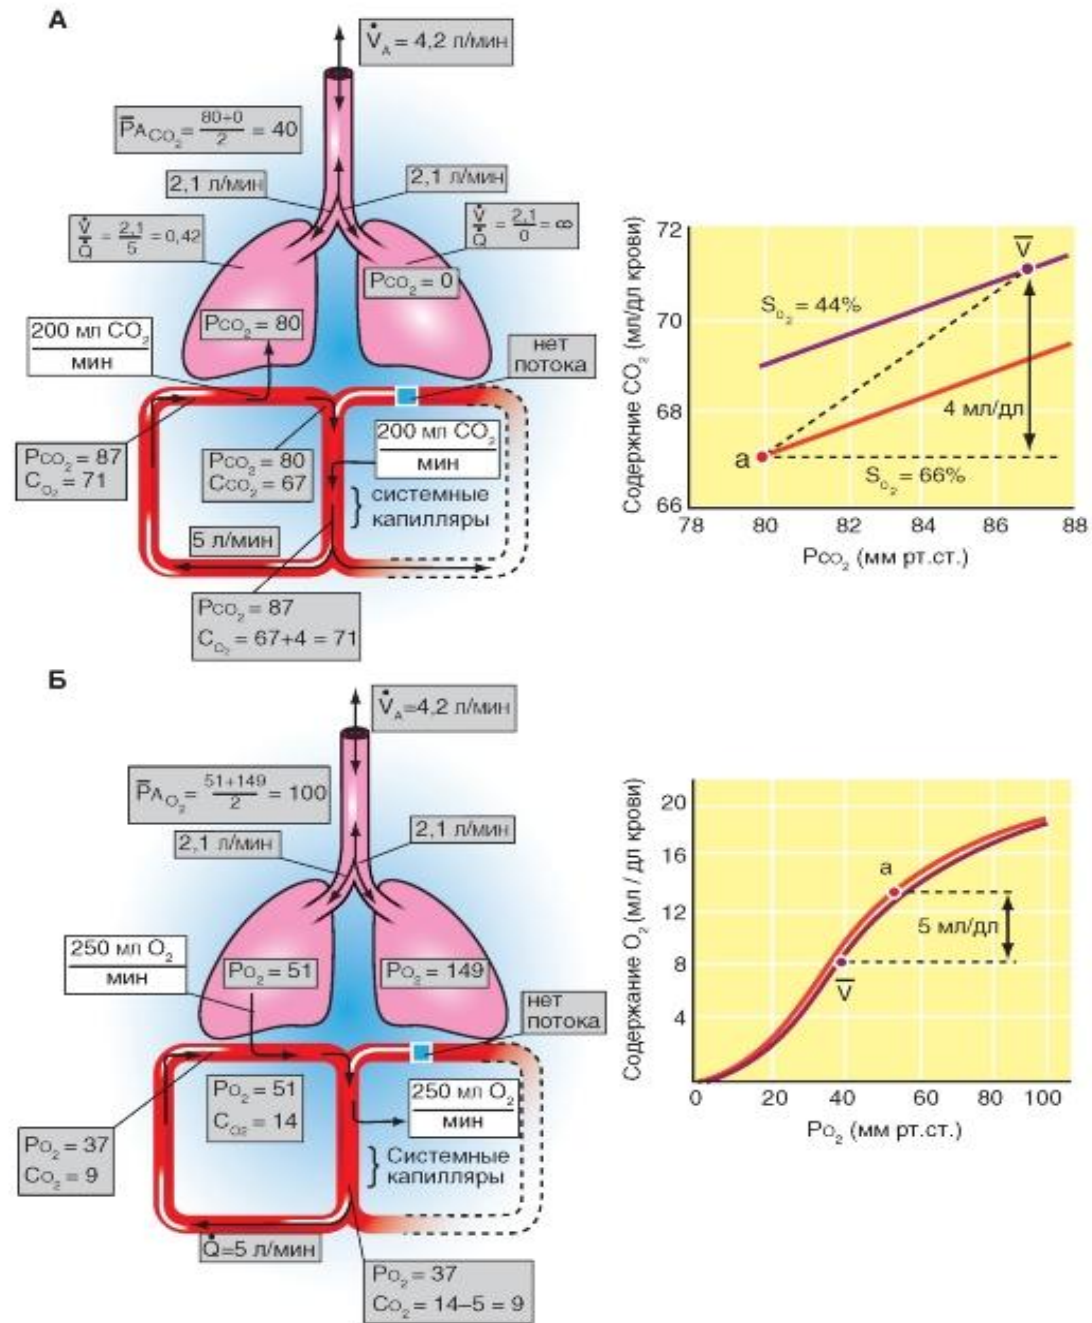 А
V̇A = 4,2 л/мин
P̄ACO₂ = 80+0/2 = 40
2,1 л/мин
2,1 л/мин
V̇/Q̇ = 2,1/5 = 0,42
V̇/Q̇ = 2,1/0 = ∞
Pco₂ = 0
Pco₂ = 80
200 мл CO₂
мин
нет
потока
200 мл CO₂
мин
Pco₂ = 87
CO₂ = 71
Pco₂ = 80
Cco₂ = 67
системные
капилляры
5 л/мин
Pco₂ = 87
CO₂ = 67+4 = 71
Содержние CO₂ (мл/дл крови)
72
70
68
66
V̄
SO₂ = 44%
4 мл/дл
a
SO₂ = 66%
78 80 82 84 86 88
Pco₂ (мм рт.ст.)
Б
V̇A=4,2 л/мин
P̄AO₂ = 51+149/2 = 100
2,1 л/мин
2,1 л/мин
250 мл O₂
мин
Po₂ = 51
Po₂ = 149
нет
потока
Po₂ = 51
CO₂ = 14
250 мл O₂
мин
Po₂ = 37
Co₂ = 9
Системные
капилляры
Q̇=5 л/мин
Po₂ = 37
Co₂ = 14–5 = 9
Содержание O₂ (мл / дл крови)
20
16
12
8
4
a
5 мл/дл
V̄
0 20 40 60 80 100
Po₂ (мм рт.ст.)